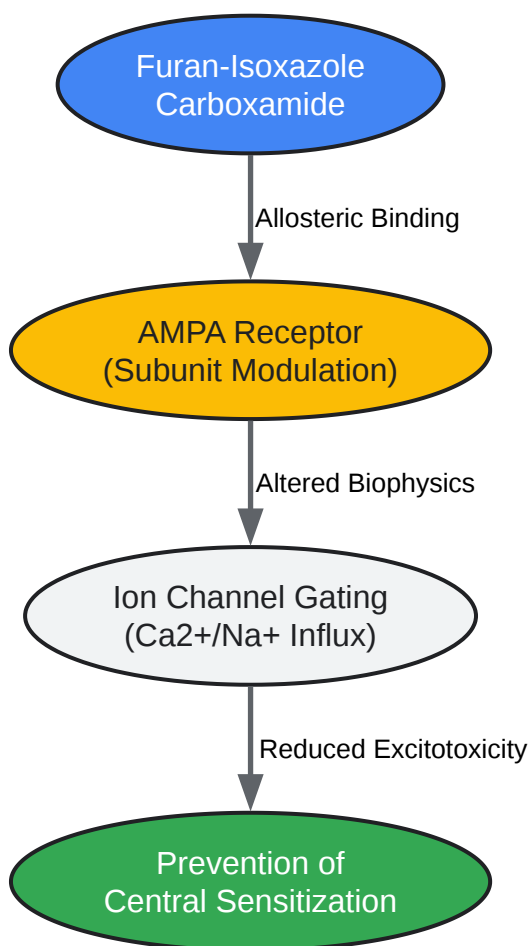 Furan-Isoxazole
Carboxamide
Allosteric Binding
AMPA Receptor
(Subunit Modulation)
Altered Biophysics
Ion Channel Gating
(Ca2+/Na+ Influx)
Reduced Excitotoxicity
Prevention of
Central Sensitization